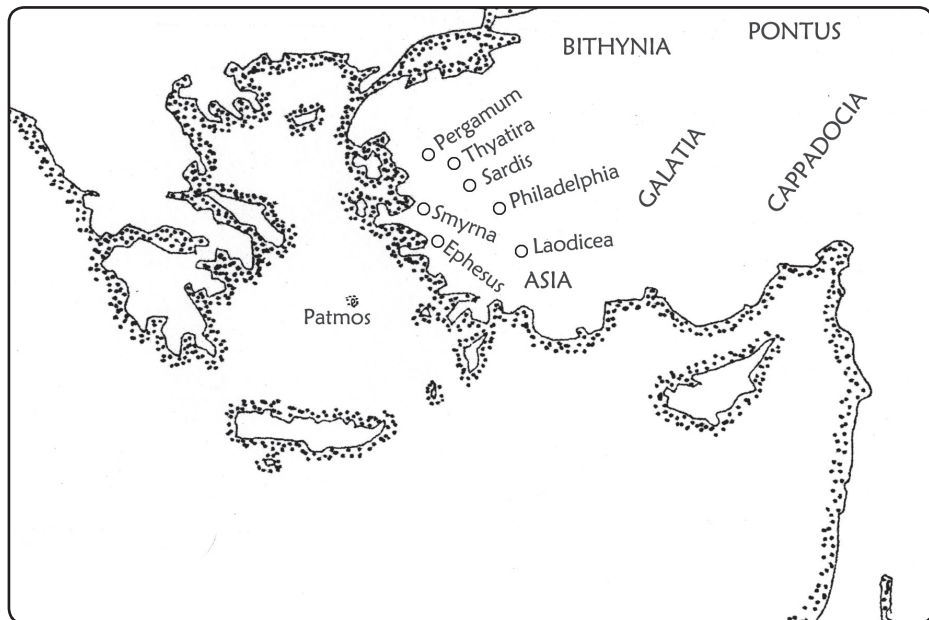 PONTUS
BITHYNIA
Pergamum
Thyatira
Sardis
Philadelphia
GALATIA
CAPPADOCIA
Smyrna
Ephesus
Laodicea
ASIA
Patmos